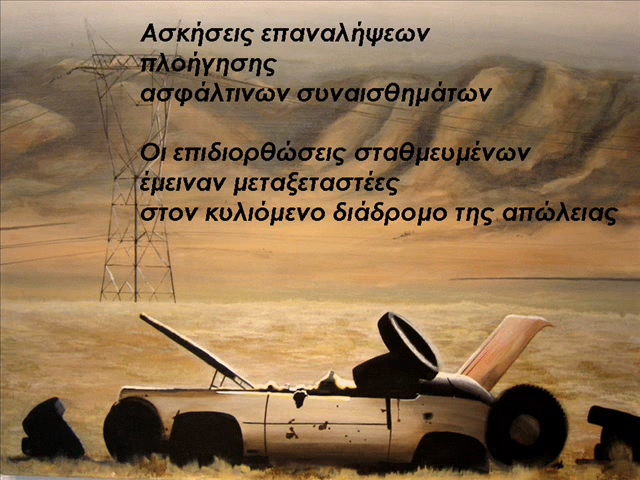 Ασκήσεις επαναλήψεων
πλοήγησης
ασφάλτινων συναισθημάτων
Οι επιδιορθώσεις σταθμευμένων
έμειναν μεταξεταστέες
στον κυλιόμενο διάδρομο της απώλειας